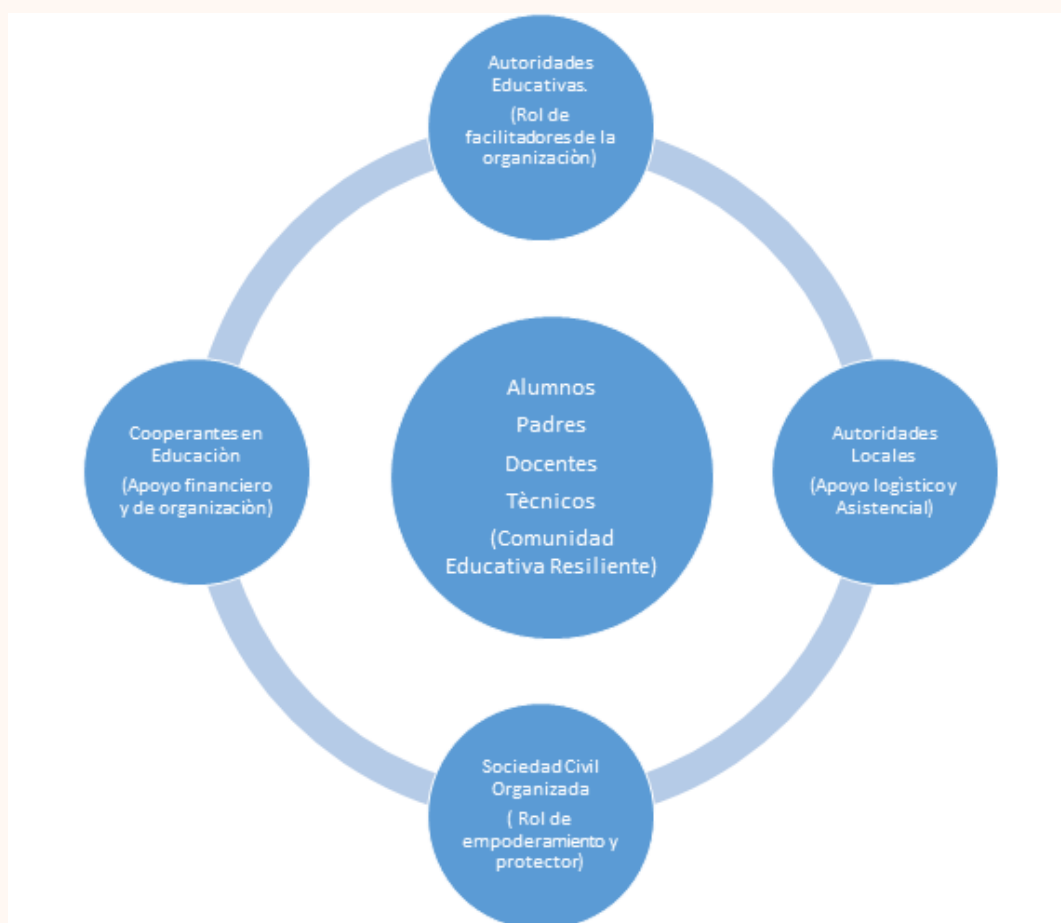 Autoridades
Educativas.
(Rol de
facilitadores de la
organizaciòn)
Cooperantes en
Educaciòn
(Apoyo financiero
y de organizaciòn)
Alumnos
Padres
Docentes
Tècnicos
(Comunidad
Educativa Resiliente)
Autoridades
Locales
(Apoyo logìstico y
Asistencial)
Sociedad Civil
Organizada
( Rol de
empoderamiento y
protector)